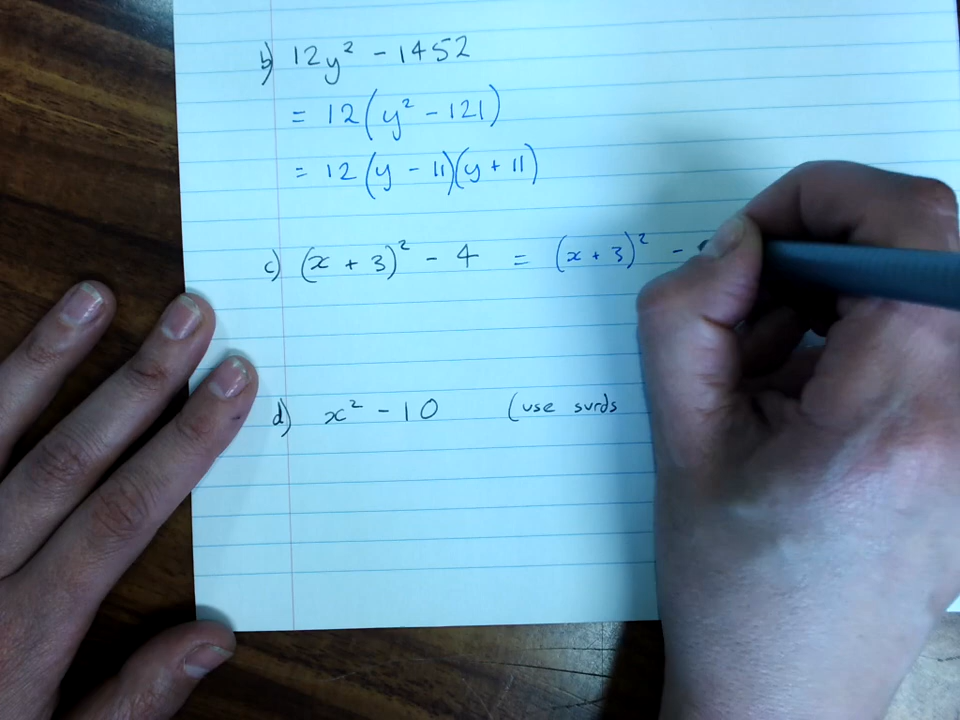 b) 12y² - 1452
= 12(y² - 121)
= 12(y - 11)(y + 11)
c) (x + 3)² - 4 = (x + 3)² -
d) x² - 10 (use surds